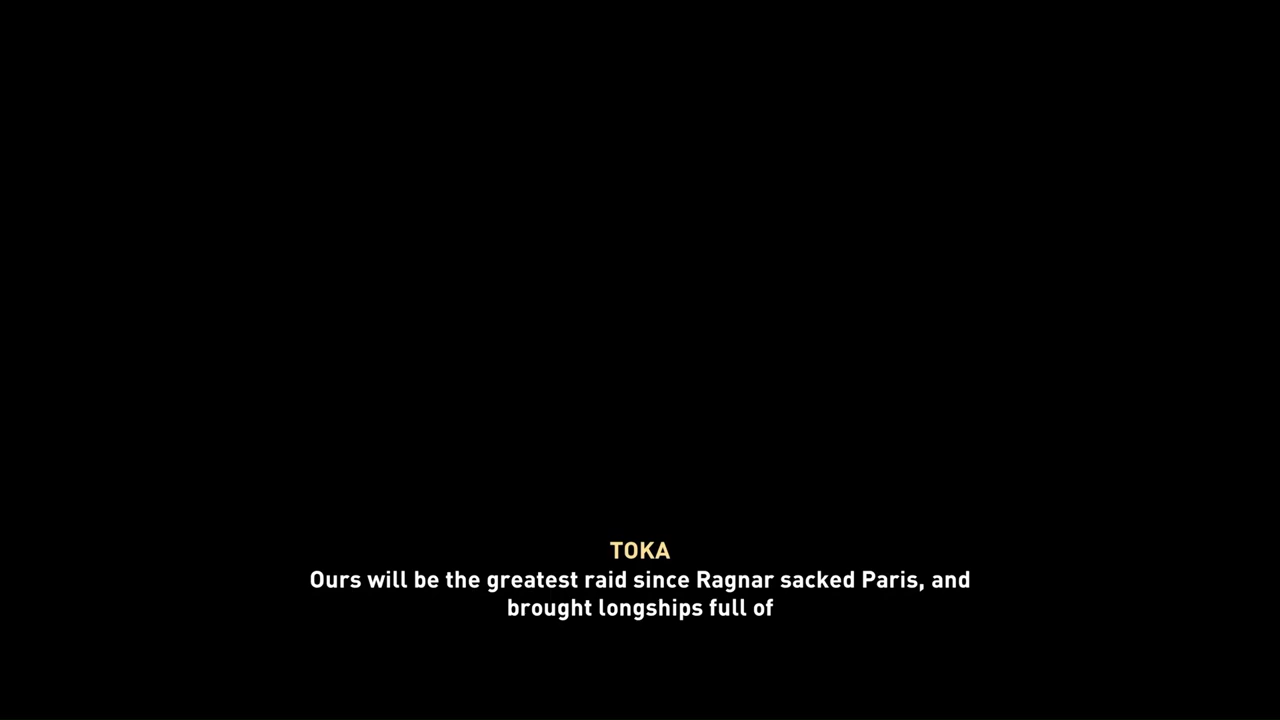 TOKA
Ours will be the greatest raid since Ragnar sacked Paris, and
brought longships full of